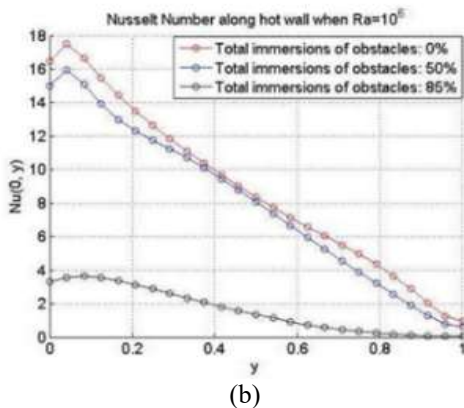 Nusselt Number along hot wall when Ra=10⁶
Total immersions of obstacles: 0%
Total immersions of obstacles: 50%
Total immersions of obstacles: 85%
18
16
14
12
10
8
6
4
2
0
Nu(0, y)
0 0.2 0.4 0.6 0.8 1
y
(b)